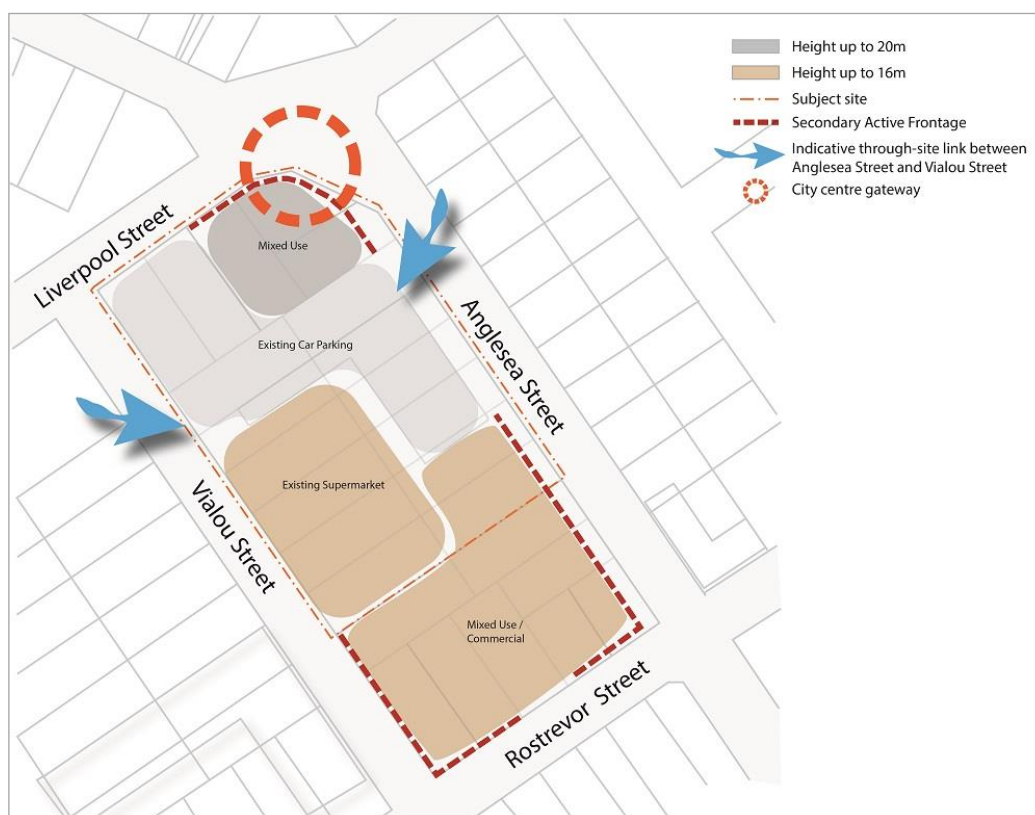 Height up to 20m
Height up to 16m
Subject site
Secondary Active Frontage
Indicative through-site link between
Anglesea Street and Vialou Street
City centre gateway
Liverpool Street
Mixed Use
Existing Car Parking
Anglesea Street
Existing Supermarket
Vialou Street
Mixed Use /
Commercial
Rostrevor Street